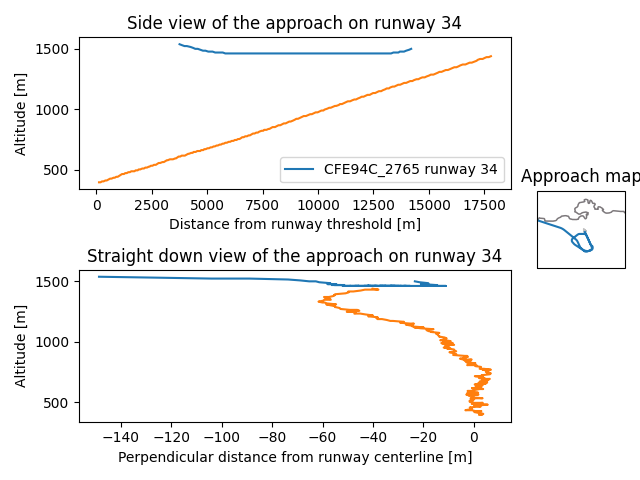 Side view of the approach on runway 34
1500
1000
500
Altitude [m]
CFE94C_2765 runway 34
0 2500 5000 7500 10000 12500 15000 17500
Distance from runway threshold [m]
Approach map
Straight down view of the approach on runway 34
1500
1000
500
Altitude [m]
−140 −120 −100 −80 −60 −40 −20 0
Perpendicular distance from runway centerline [m]